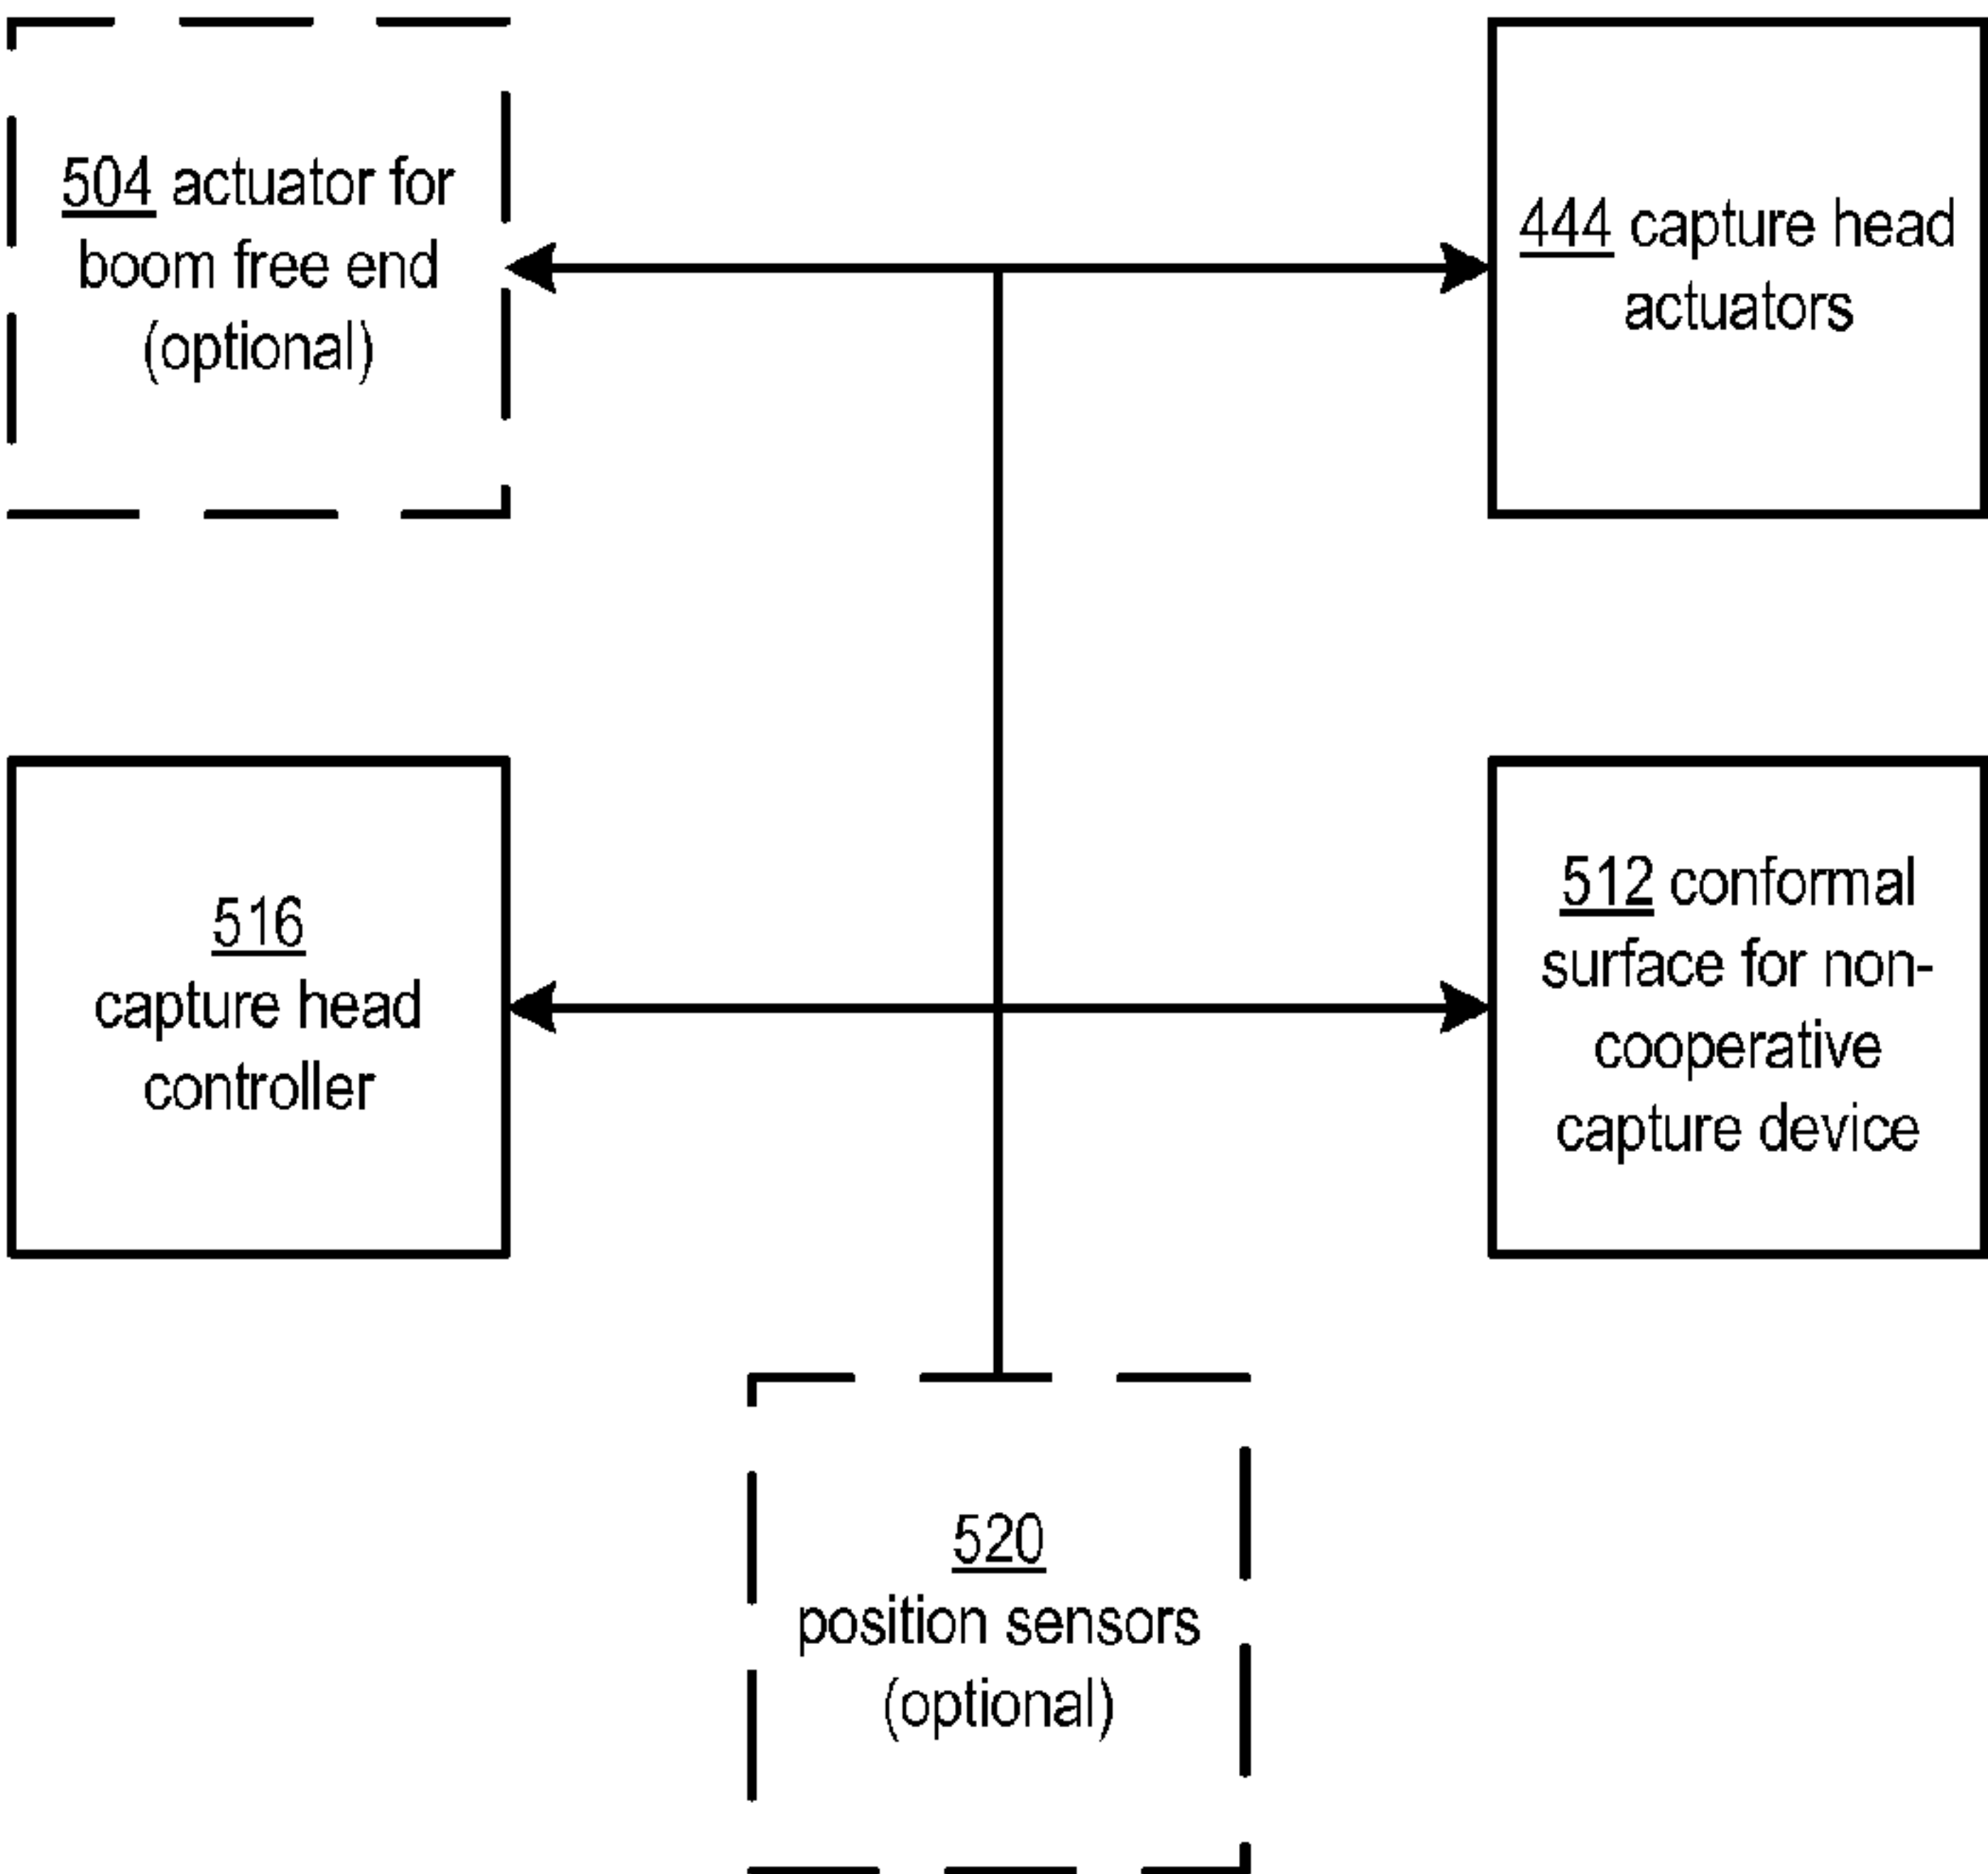 504 actuator for
boom free end
(optional)
444 capture head
actuators
516
capture head
controller
512 conformal
surface for non-
cooperative
capture device
520
position sensors
(optional)